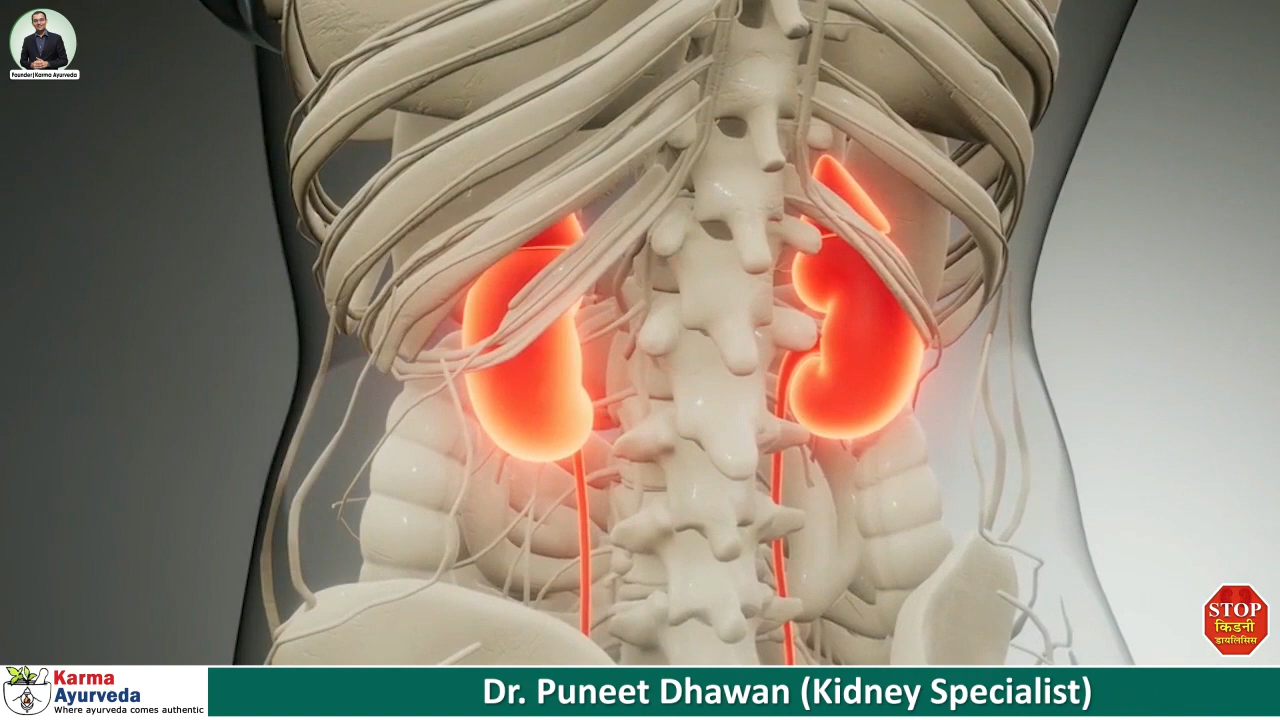 Founder|Karma Ayurveda
STOP
किडनी
डायलिसिस
Karma
Ayurveda
Where ayurveda comes authentic
Dr. Puneet Dhawan (Kidney Specialist)